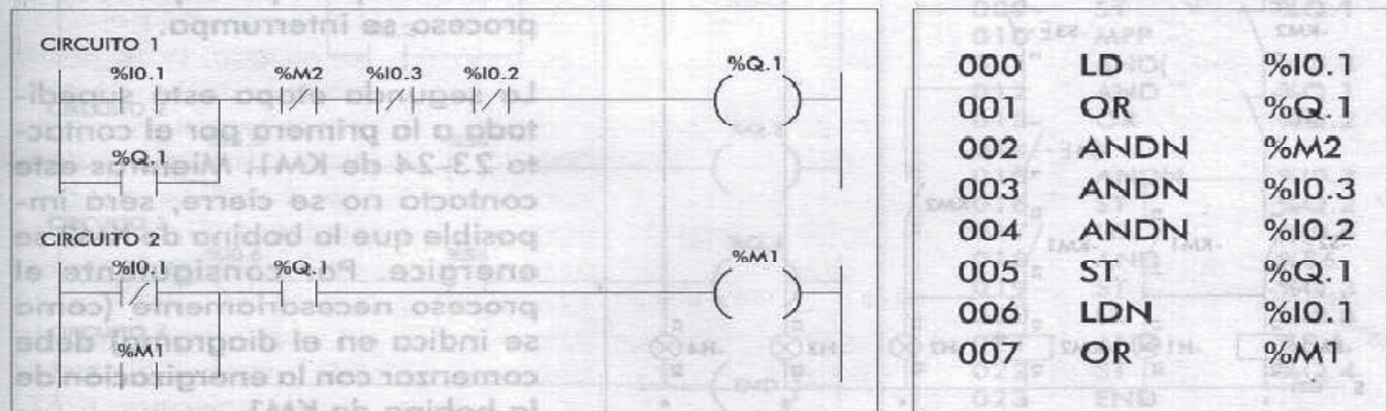 CIRCUITO 1
%I0.1 %M2 %I0.3 %I0.2 %Q.1
%Q.1
CIRCUITO 2
%I0.1 %Q.1 %M1
%M1
000 LD %I0.1
001 OR %Q.1
002 ANDN %M2
003 ANDN %I0.3
004 ANDN %I0.2
005 ST %Q.1
006 LDN %I0.1
007 OR %M1